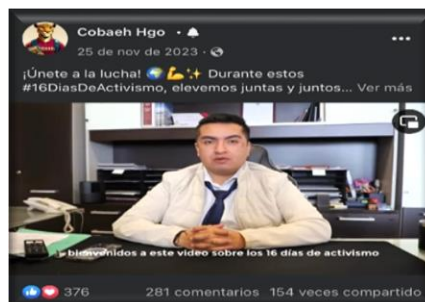 Cobaeh Hgo
25 de nov de 2023 ·
¡Únete a la lucha! 🌍💪✨ Durante estos
#16DiasDeActivismo, elevemos juntas y juntos... Ver más
bienvenidos a este video sobre los 16 días de activismo
376 281 comentarios 154 veces compartido